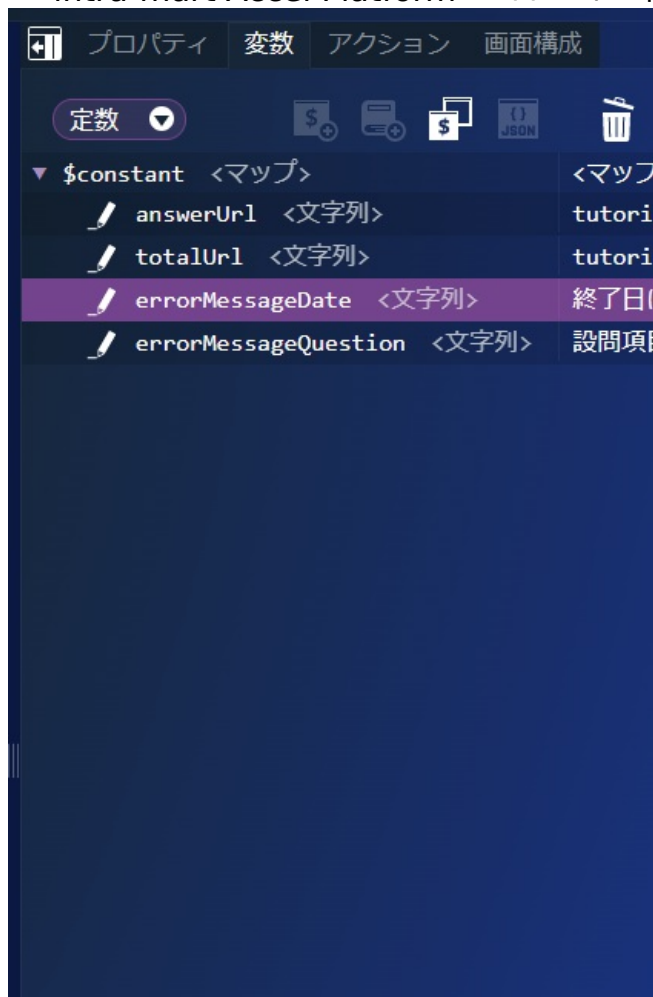 プロパティ 変数 アクション 画面構成
定数
JSON
$constant <マップ> <マップ
answerUrl <文字列> tutori
totalUrl <文字列> tutori
errorMessageDate <文字列> 終了日
errorMessageQuestion <文字列> 設問項